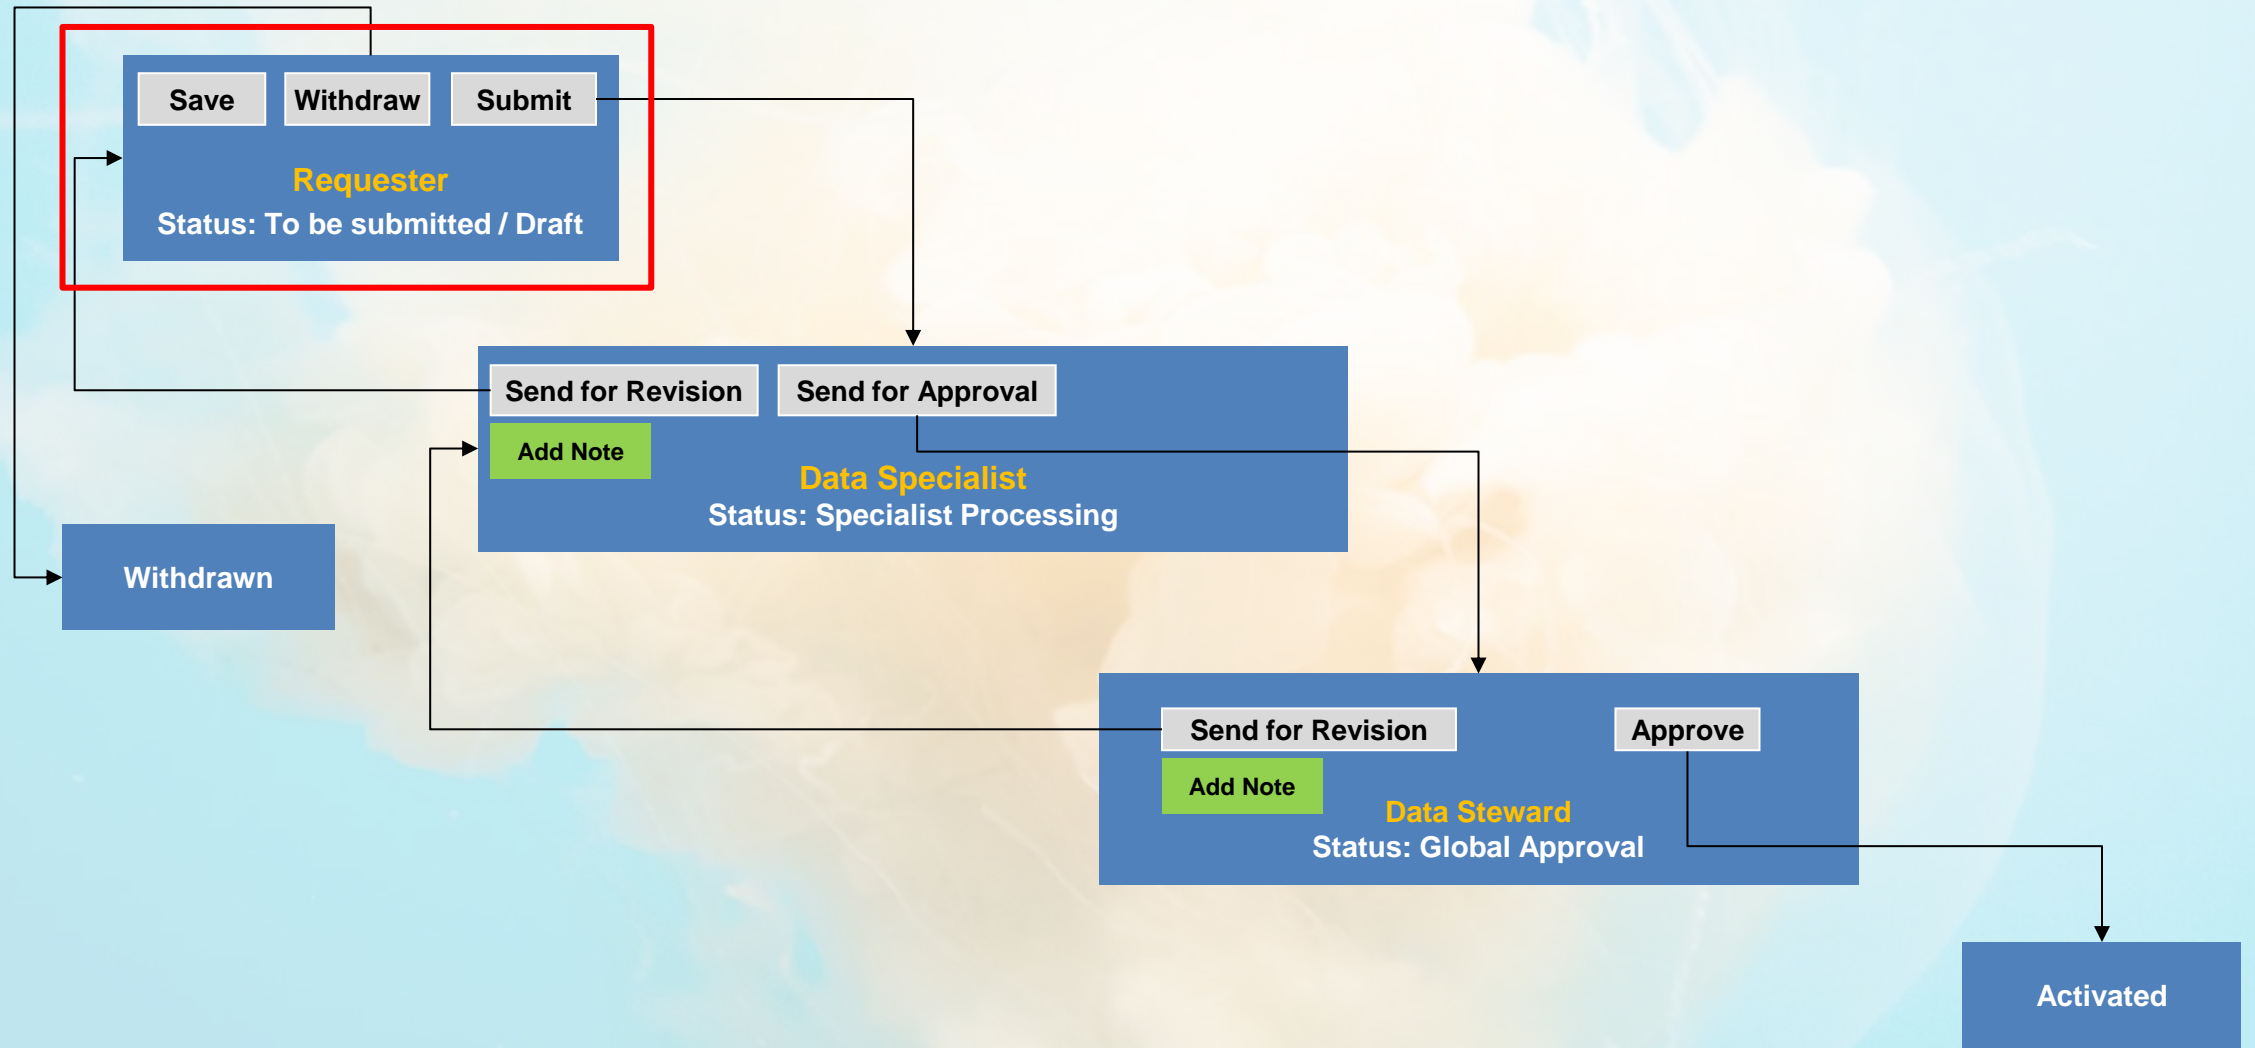 Save
Withdraw
Submit
Requester
Status: To be submitted / Draft
Send for Revision
Send for Approval
Add Note
Data Specialist
Status: Specialist Processing
Withdrawn
Send for Revision
Approve
Add Note
Data Steward
Status: Global Approval
Activated